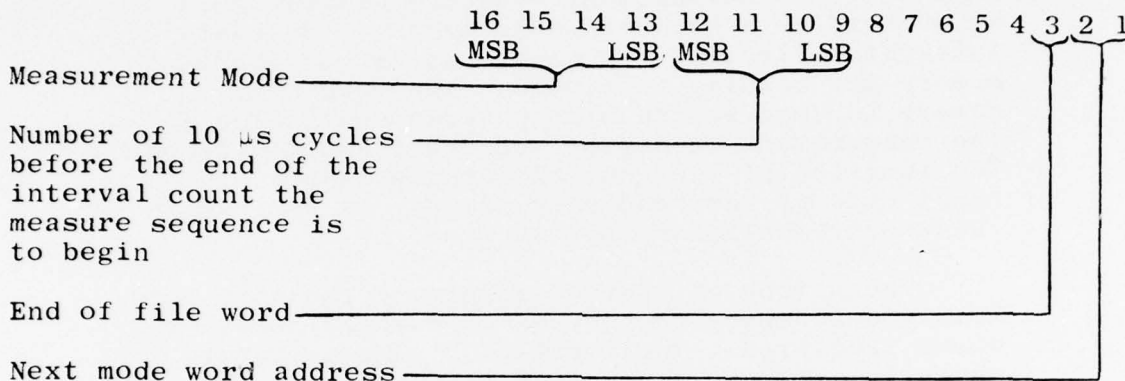 16 15 14 13 12 11 10 9 8 7 6 5 4 3 2 1
MSB LSB MSB LSB
Measurement Mode
Number of 10 μs cycles
before the end of the
interval count the
measure sequence is
to begin
End of file word
Next mode word address